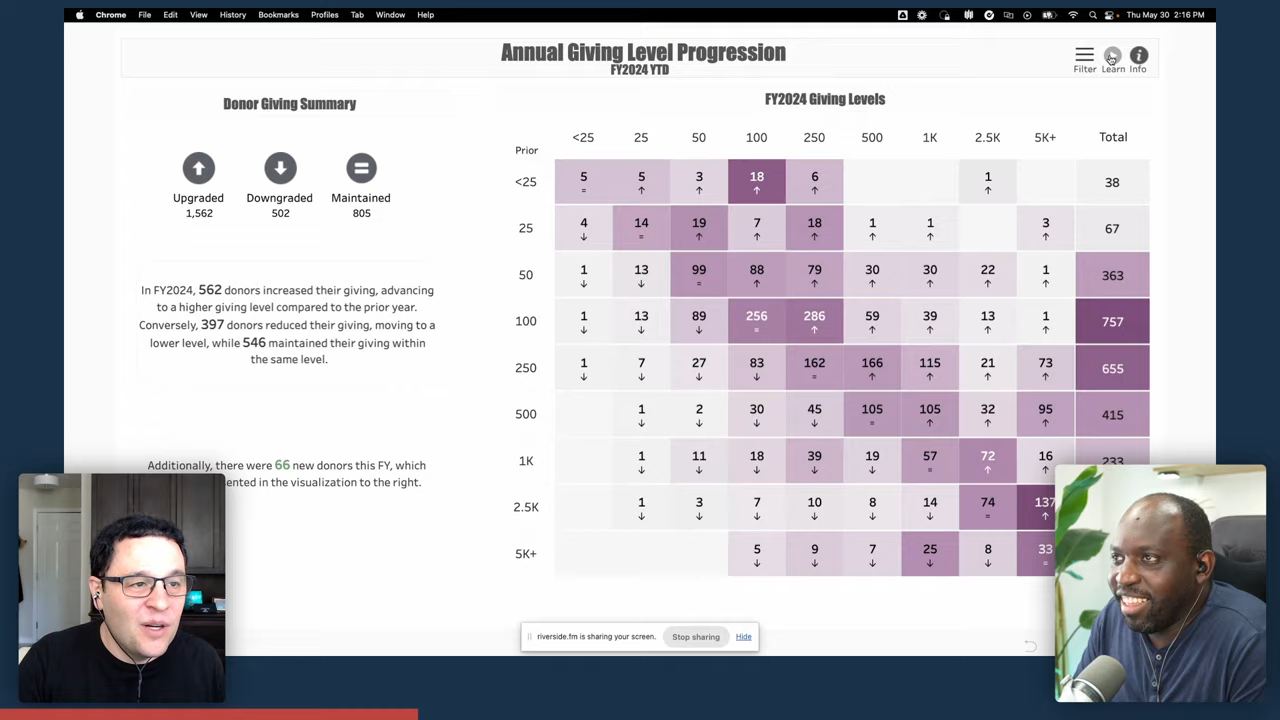 Chrome File Edit View History Bookmarks Profiles Tab Window Help Thu May 30 2:16 PM
Annual Giving Level Progression
FY2024 YTD
Filter Learn Info
Donor Giving Summary
FY2024 Giving Levels
Prior <25 25 50 100 250 500 1K 2.5K 5K+ Total
<25 5 = 5 ↑ 3 ↑ 18 ↑ 6 ↑ 1 ↑ 38
25 4 ↓ 14 = 19 ↑ 7 ↑ 18 ↑ 1 ↑ 1 ↑ 3 ↑ 67
50 1 ↓ 13 ↓ 99 = 88 ↑ 79 ↑ 30 ↑ 30 ↑ 22 ↑ 1 ↑ 363
100 1 ↓ 13 ↓ 89 ↓ 256 = 286 ↑ 59 ↑ 39 ↑ 13 ↑ 1 ↑ 757
250 1 ↓ 7 ↓ 27 ↓ 83 ↓ 162 = 166 ↑ 115 ↑ 21 ↑ 73 ↑ 655
500 1 ↓ 2 ↓ 30 ↓ 45 ↓ 105 = 105 ↑ 32 ↑ 95 ↑ 415
1K 1 ↓ 11 ↓ 18 ↓ 39 ↓ 19 ↓ 57 = 72 ↑ 16 ↑ 233
2.5K 1 ↓ 3 ↓ 7 ↓ 10 ↓ 8 ↓ 14 ↓ 74 = 137 ↑
5K+ 5 ↓ 9 ↓ 7 ↓ 25 ↓ 8 ↓ 33 =
Upgraded Downgraded Maintained
1,562 502 805
In FY2024, 562 donors increased their giving, advancing
to a higher giving level compared to the prior year.
Conversely, 397 donors reduced their giving, moving to a
lower level, while 546 maintained their giving within
the same level.
Additionally, there were 66 new donors this FY, which
ented in the visualization to the right.
riverside.fm is sharing your screen. Stop sharing Hide